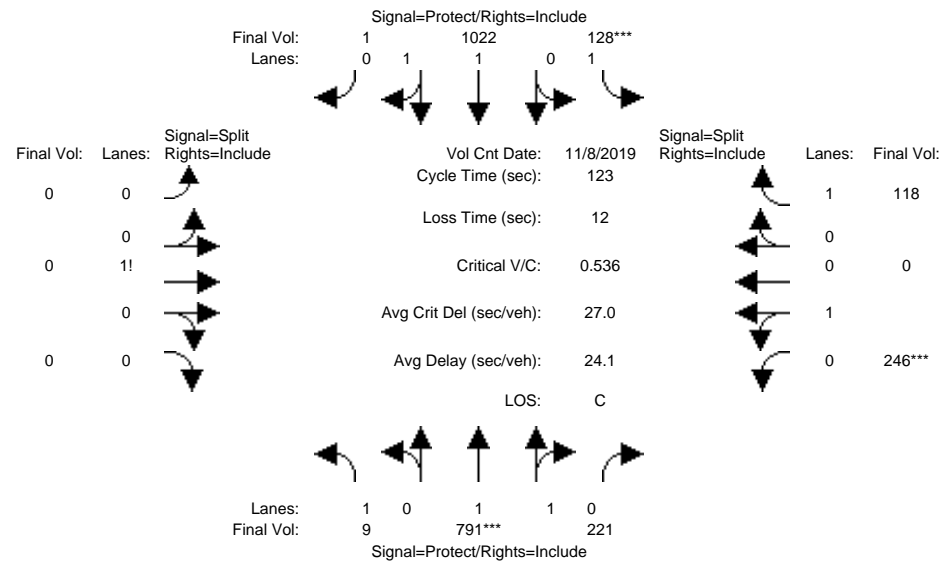 Signal=Protect/Rights=Include
Final Vol: 1 1022 128***
Lanes: 0 1 1 0 1
Signal=Split
Final Vol: Lanes: Rights=Include
Vol Cnt Date: 11/8/2019
Signal=Split
Rights=Include Lanes: Final Vol:
Cycle Time (sec): 123
0 0
1 118
Loss Time (sec): 12
0
0
0 1!
Critical V/C: 0.536
0 0
0
Avg Crit Del (sec/veh): 27.0
1
0 0
Avg Delay (sec/veh): 24.1
0 246***
LOS: C
Lanes: 1 0 1 1 0
Final Vol: 9 791*** 221
Signal=Protect/Rights=Include